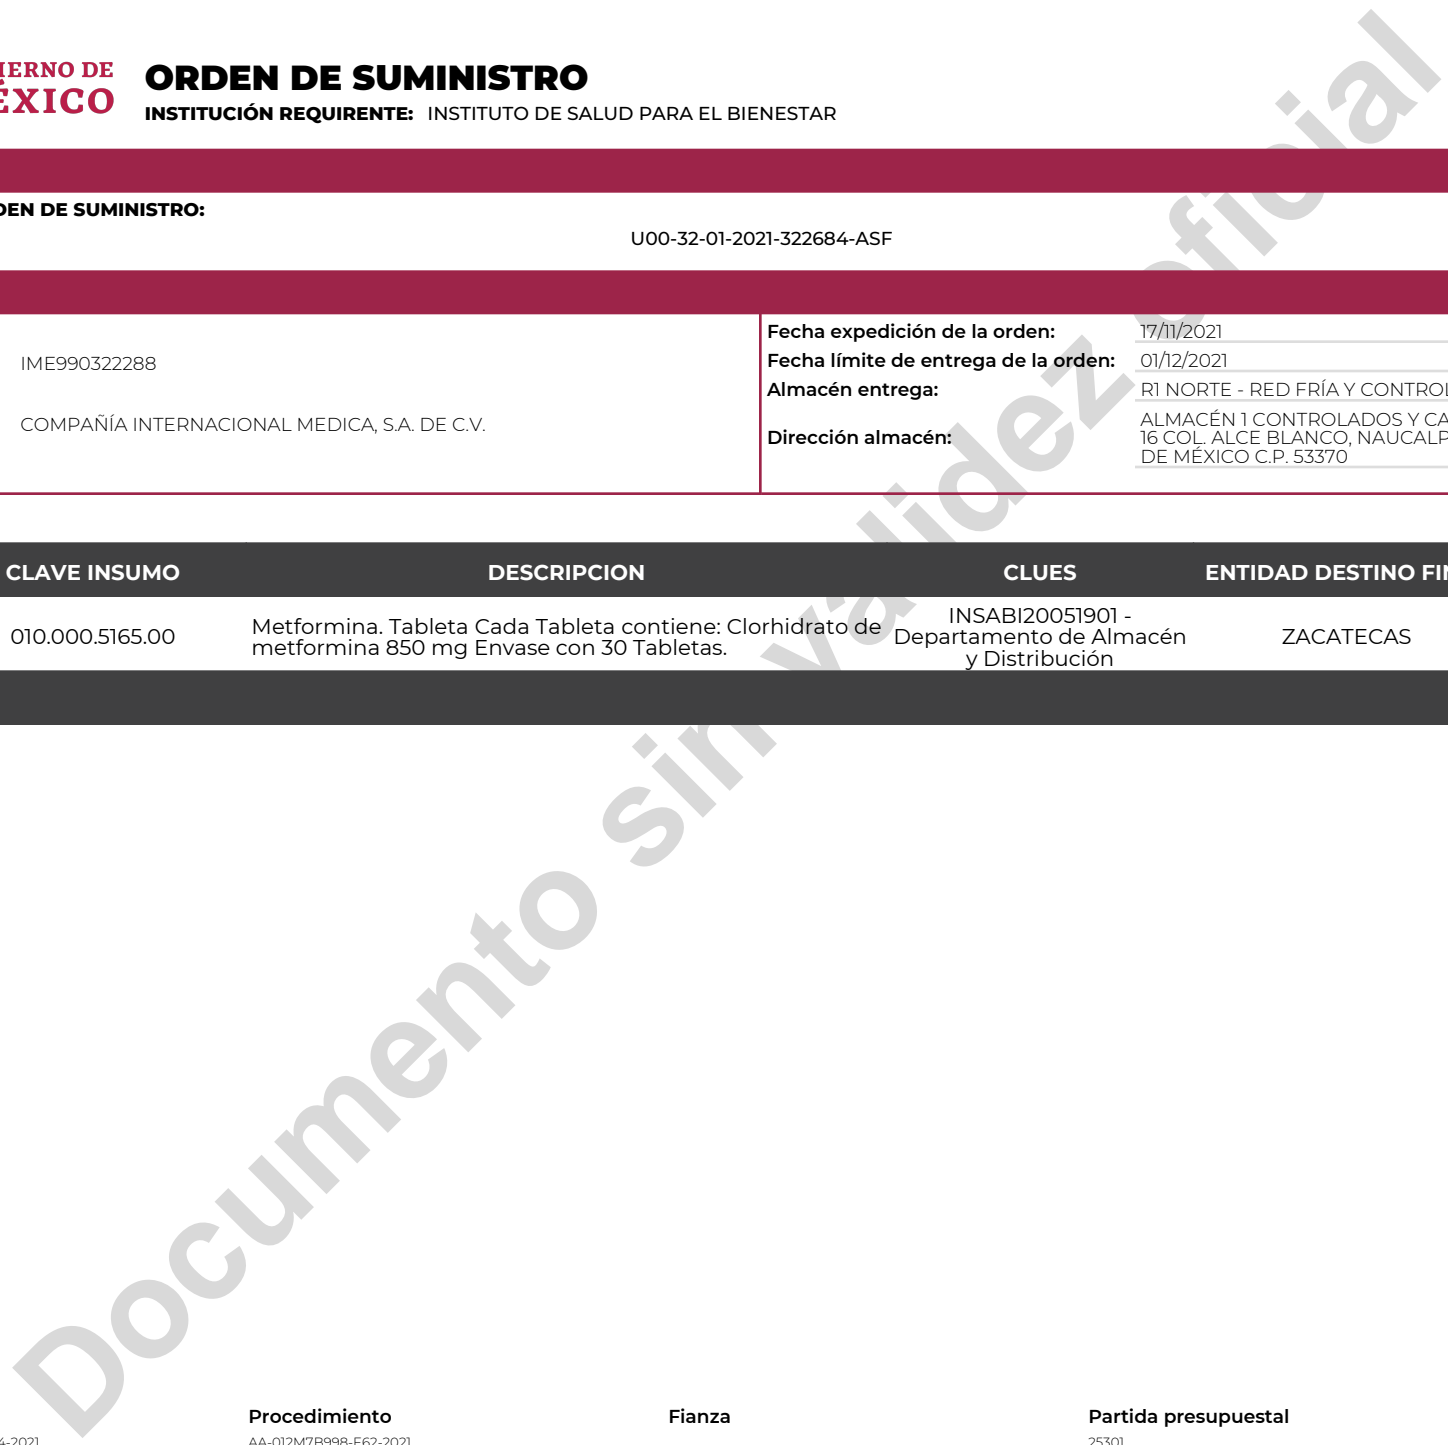 IERNO DE
ÉXICO
ORDEN DE SUMINISTRO
INSTITUCIÓN REQUIRENTE: INSTITUTO DE SALUD PARA EL BIENESTAR
DEN DE SUMINISTRO:
U00-32-01-2021-322684-ASF
IME990322288
COMPAÑÍA INTERNACIONAL MEDICA, S.A. DE C.V.
Fecha expedición de la orden: 17/11/2021
Fecha límite de entrega de la orden: 01/12/2021
Almacén entrega: R1 NORTE - RED FRÍA Y CONTROL
Dirección almacén:
ALMACÉN 1 CONTROLADOS Y CA
16 COL. ALCE BLANCO, NAUCALP
DE MÉXICO C.P. 53370
CLAVE INSUMO DESCRIPCION CLUES ENTIDAD DESTINO FIN
010.000.5165.00
Metformina. Tableta Cada Tableta contiene: Clorhidrato de
metformina 850 mg Envase con 30 Tabletas.
INSABI20051901 -
Departamento de Almacén
y Distribución
ZACATECAS
Documento sin validez oficial
Procedimiento Fianza Partida presupuestal
4-2021 AA-012M7B998-E62-2021 25301